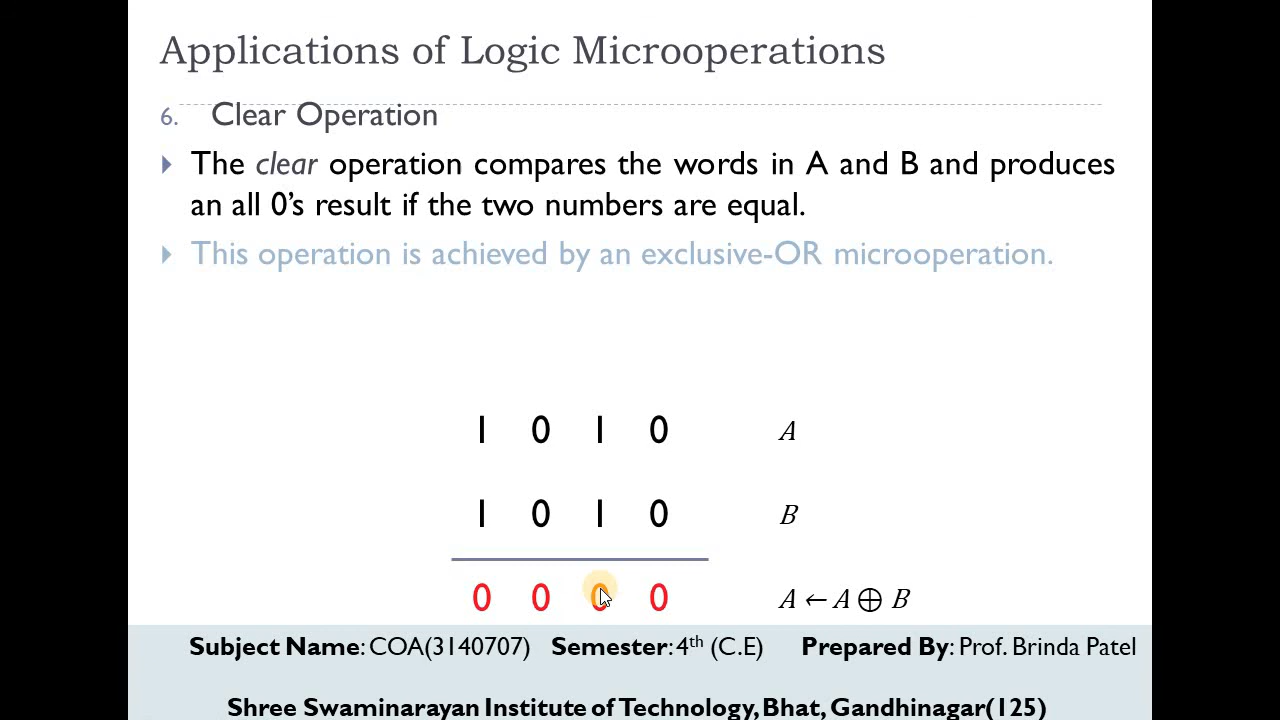 Applications of Logic Microoperations
6. Clear Operation
The clear operation compares the words in A and B and produces
an all 0’s result if the two numbers are equal.
This operation is achieved by an exclusive-OR microoperation.
1 0 1 0 A
1 0 1 0 B
0 0 0 0 A ← A ⊕ B
Subject Name: COA(3140707) Semester: 4th (C.E) Prepared By: Prof. Brinda Patel
Shree Swaminarayan Institute of Technology, Bhat, Gandhinagar(125)